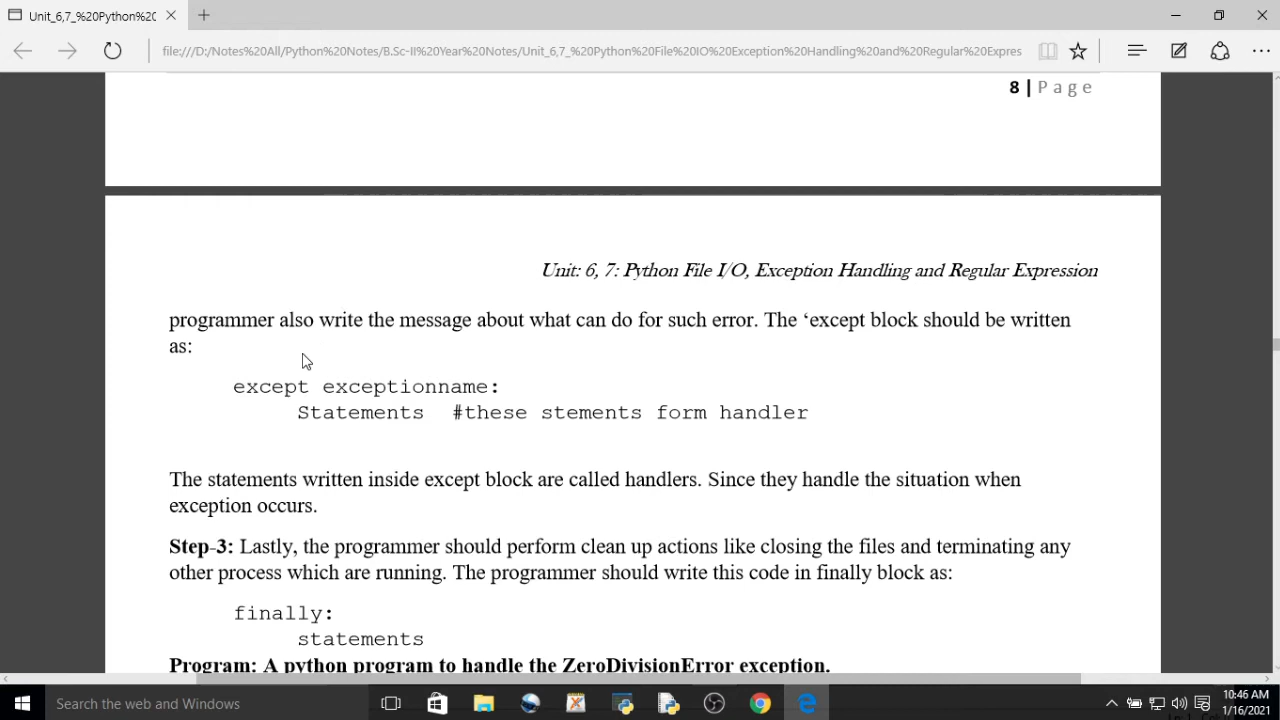 Unit_6,7_%20Python%20
file:///D:/Notes%20All/Python%20Notes/B.Sc-II%20Year%20Notes/Unit_6,7_%20Python%20File%20IO%20Exception%20Handling%20and%20Regular%20Expres
8 | Page
Unit: 6, 7: Python File I/O, Exception Handling and Regular Expression
programmer also write the message about what can do for such error. The ‘except block should be written
as:
except exceptionname:
Statements #these stements form handler
The statements written inside except block are called handlers. Since they handle the situation when
exception occurs.
Step-3: Lastly, the programmer should perform clean up actions like closing the files and terminating any
other process which are running. The programmer should write this code in finally block as:
finally:
statements
Program: A python program to handle the ZeroDivisionError exception.
Search the web and Windows
10:46 AM
1/16/2021